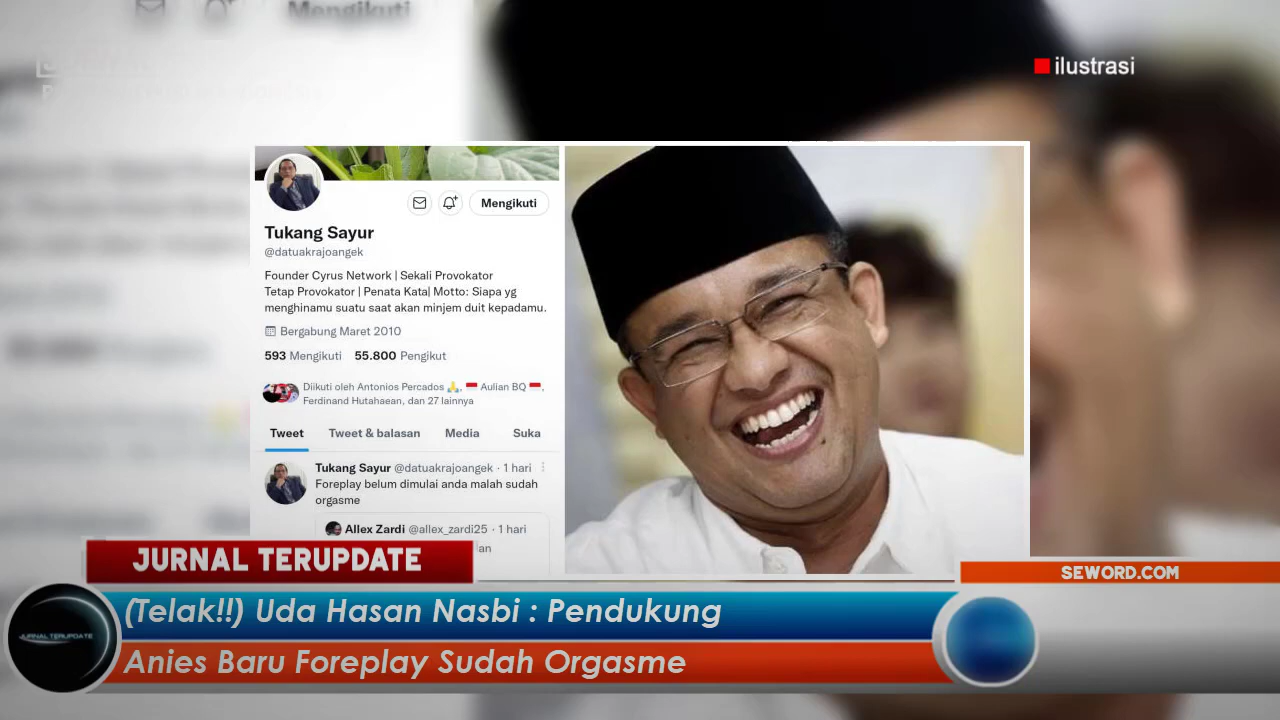 Mengikuti
ilustrasi
Mengikuti
Tukang Sayur
@datuakrajoangek
Founder Cyrus Network | Sekali Provokator
Tetap Provokator | Penata Kata| Motto: Siapa yg
menghinamu suatu saat akan minjem duit kepadamu.
Bergabung Maret 2010
593 Mengikuti 55.800 Pengikut
Diikuti oleh Antonios Percados 🙏, 🇮🇩 Aulian BQ 🇮🇩,
Ferdinand Hutahaean, dan 27 lainnya
Tweet Tweet & balasan Media Suka
Tukang Sayur @datuakrajoangek · 1 hari
Foreplay belum dimulai anda malah sudah
orgasme
Allex Zardi @allex_zardi25 · 1 hari
JURNAL TERUPDATE
SEWORD.COM
JURNAL TERUPDATE
(Telak!!) Uda Hasan Nasbi : Pendukung
Anies Baru Foreplay Sudah Orgasme